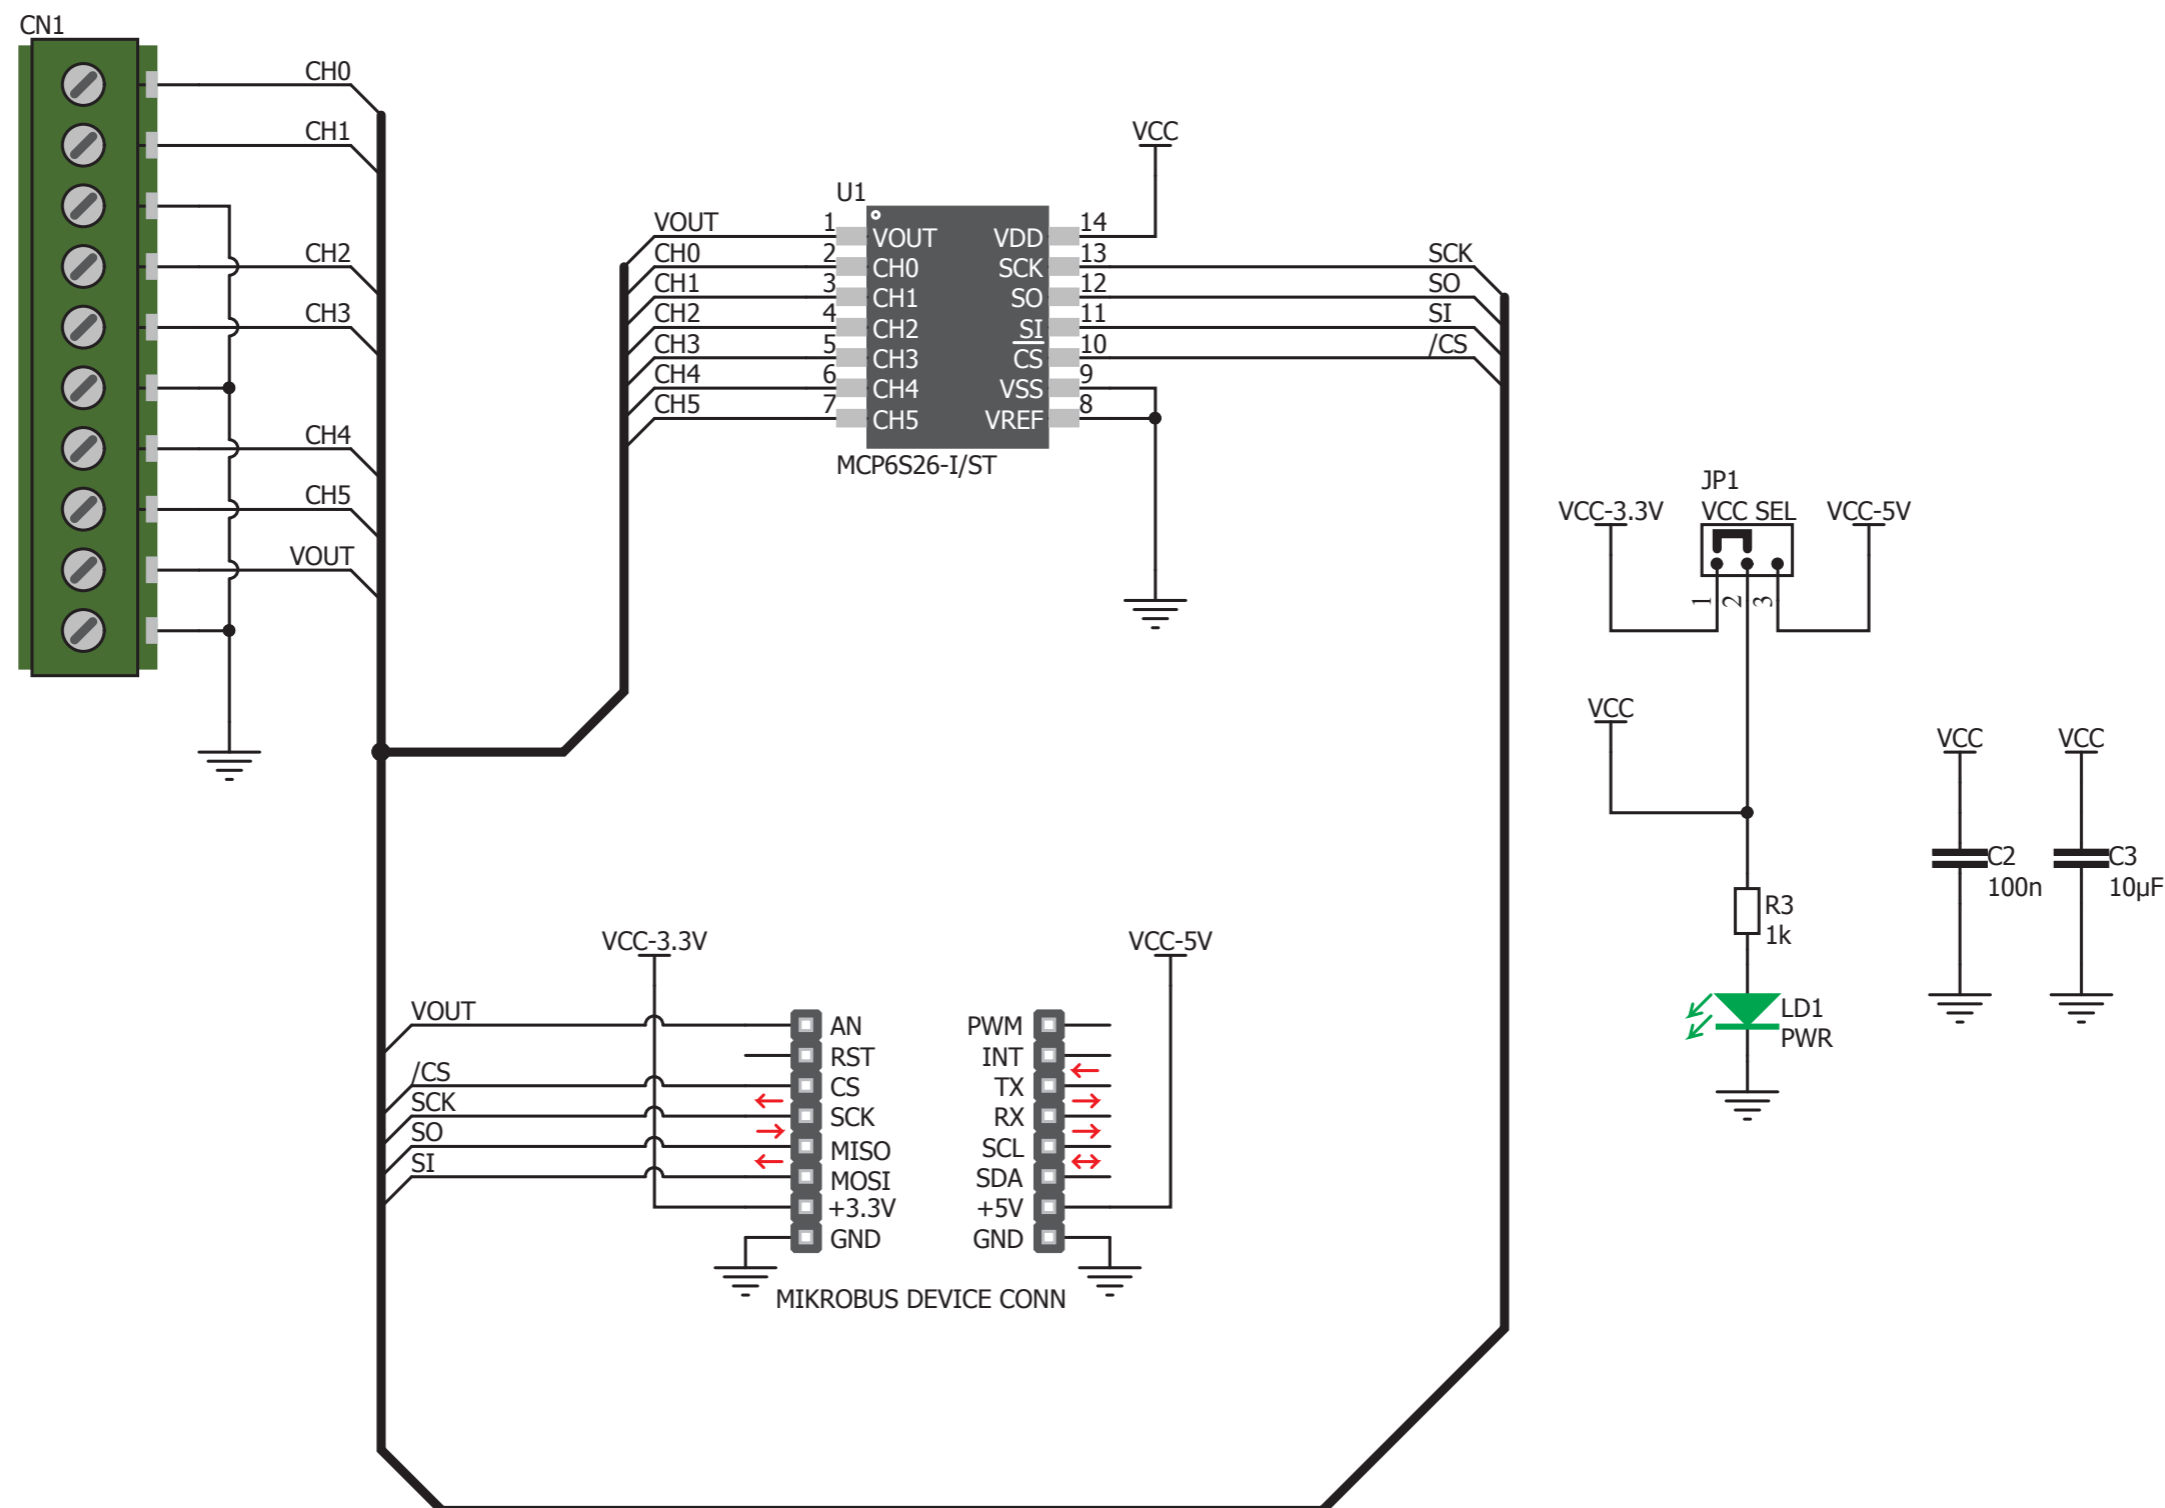 CN1
CH0
CH1
CH2
CH3
CH4
CH5
VOUT
U1
VCC
VOUT 1 VOUT VDD 14
CH0 2 CH0 SCK 13 SCK
CH1 3 CH1 SO 12 SO
CH2 4 CH2 SI 11 SI
CH3 5 CH3 CS 10 /CS
CH4 6 CH4 VSS 9
CH5 7 CH5 VREF 8
MCP6S26-I/ST
JP1
VCC-3.3V VCC SEL VCC-5V
1 2 3
VCC
R3
1k
LD1
PWR
VCC VCC
C2 C3
100n 10µF
VCC-3.3V VCC-5V
VOUT AN PWM
RST INT
/CS CS TX
SCK SCK RX
SO MISO SCL
SI MOSI SDA
+3.3V +5V
GND GND
MIKROBUS DEVICE CONN